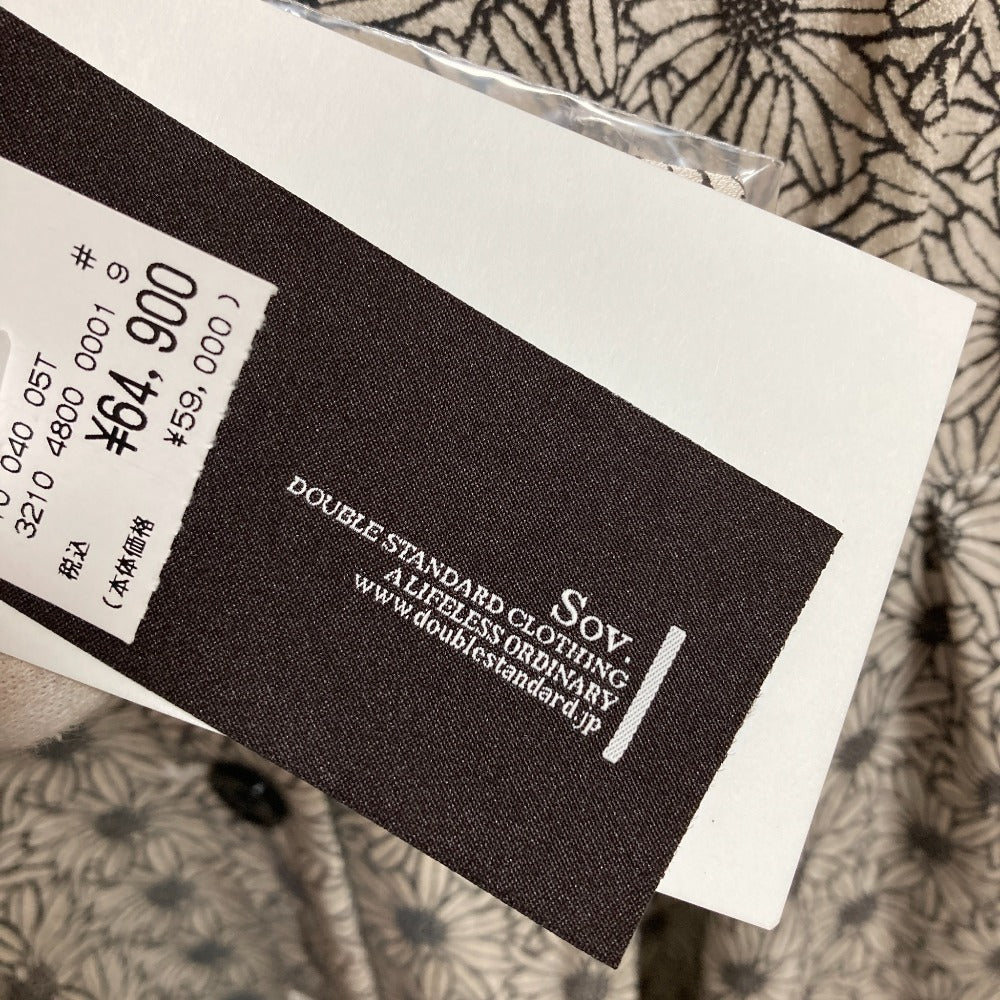 040 05T
3210 4800 0001 9
#
税込 ¥64,900
(本体価格 ¥59,000)
Sov.
DOUBLE STANDARD CLOTHING
A LIFELESS ORDINARY
www.doublestandard.jp